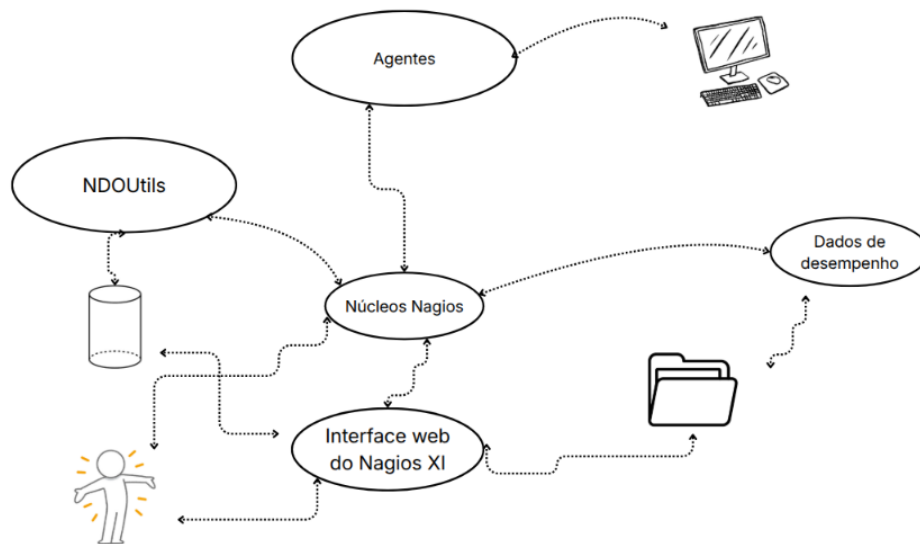 Agentes
NDOUtils
Dados de
desempenho
Núcleos Nagios
Interface web
do Nagios XI